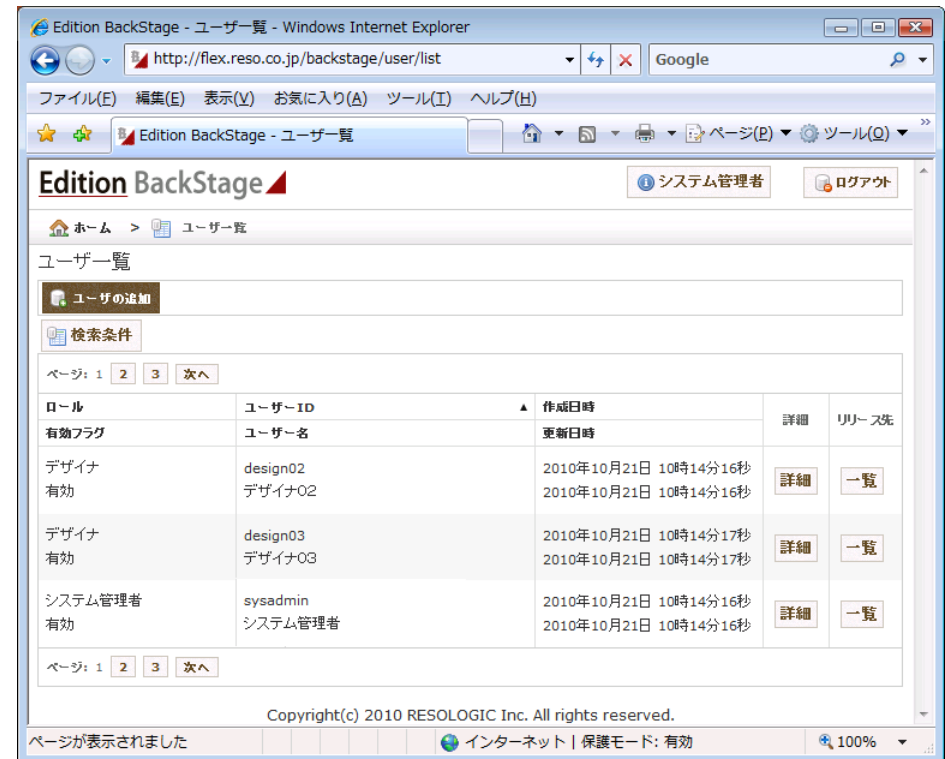 Edition BackStage - ユーザ一覧 - Windows Internet Explorer
http://flex.reso.co.jp/backstage/user/list
Google
ファイル(F) 編集(E) 表示(V) お気に入り(A) ツール(T) ヘルプ(H)
Edition BackStage - ユーザ一覧
ページ(P) ツール(O) »
Edition BackStage
システム管理者 ログアウト
ホーム > ユーザ一覧
ユーザ一覧
ユーザの追加
検索条件
ページ: 1 2 3 次へ
ロール ユーザーID ▲ 作成日時 詳細 リリース先
有効フラグ ユーザー名 更新日時
デザイナ design02 2010年10月21日 10時14分16秒 詳細 一覧
有効 デザイナ02 2010年10月21日 10時14分16秒
デザイナ design03 2010年10月21日 10時14分17秒 詳細 一覧
有効 デザイナ03 2010年10月21日 10時14分17秒
システム管理者 sysadmin 2010年10月21日 10時14分16秒 詳細 一覧
有効 システム管理者 2010年10月21日 10時14分16秒
ページ: 1 2 3 次へ
Copyright(c) 2010 RESOLOGIC Inc. All rights reserved.
ページが表示されました インターネット | 保護モード: 有効 100%